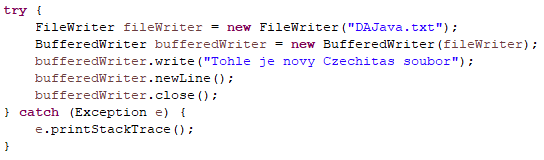 try {
    FileWriter fileWriter = new FileWriter("DAJava.txt");
    BufferedWriter bufferedWriter = new BufferedWriter(fileWriter);
    bufferedWriter.write("Tohle je novy Czechitas soubor");
    bufferedWriter.newLine();
    bufferedWriter.close();
} catch (Exception e) {
    e.printStackTrace();
}